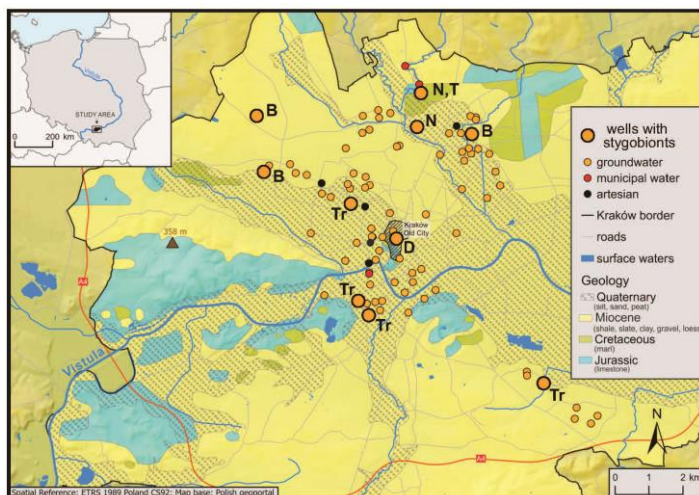 Vistula
STUDY AREA
0 200 km
N,T
B
N
B
B
Tr
Kraków
Old City
D
358 m
A4
Tr
Tr
Vistula
Tr
A4
wells with
stygobionts
groundwater
municipal water
artesian
Kraków border
roads
surface waters
Geology
Quaternary
(silt, sand, peat)
Miocene
(shale, slate, clay, gravel, loess)
Cretaceous
(marl)
Jurassic
(limestone)
N
0 1 2 km
Spatial Reference: ETRS 1989 Poland CS92; Map base: Polish geoportal